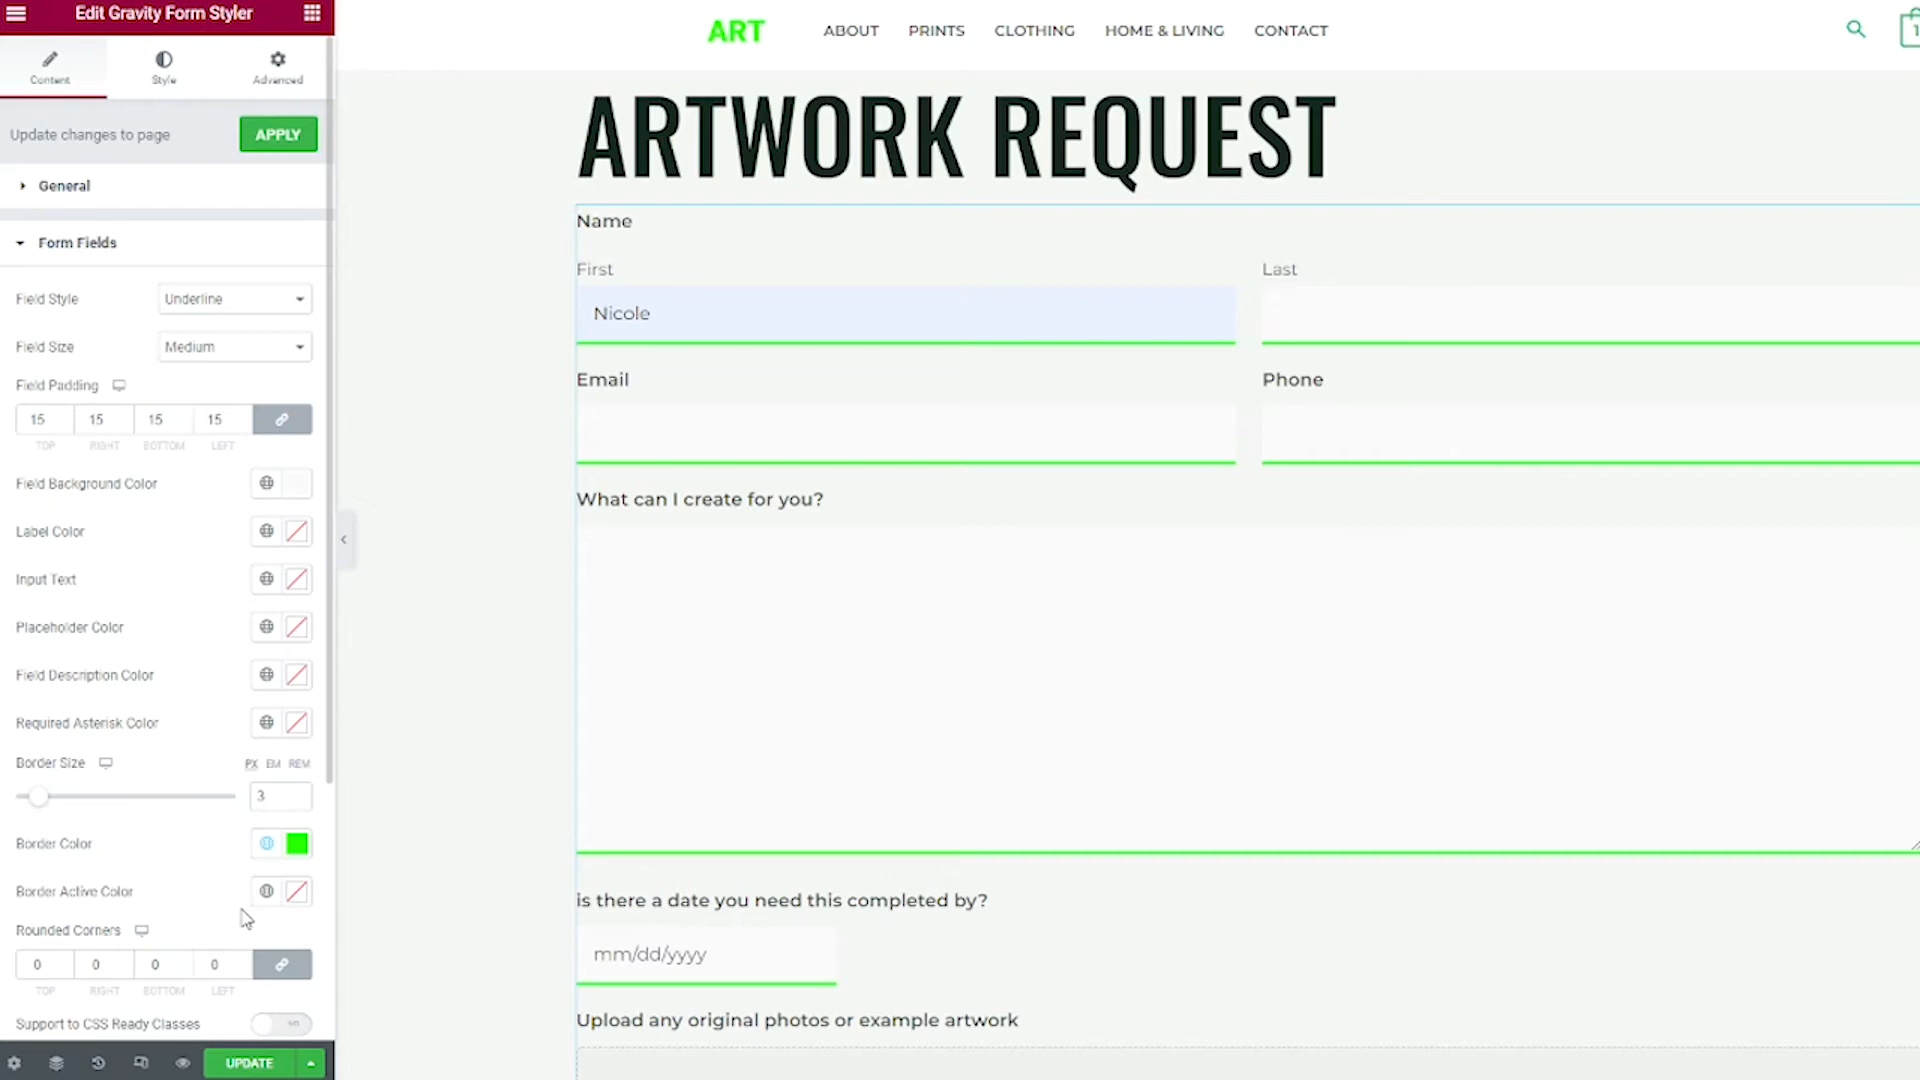 Edit Gravity Form Styler
Content
Style
Advanced
Update changes to page
APPLY
General
Form Fields
Field Style
Underline
Field Size
Medium
Field Padding
15 15 15 15
TOP RIGHT BOTTOM LEFT
Field Background Color
Label Color
Input Text
Placeholder Color
Field Description Color
Required Asterisk Color
Border Size
PX EM REM
3
Border Color
Border Active Color
Rounded Corners
0 0 0 0
TOP RIGHT BOTTOM LEFT
Support to CSS Ready Classes
NO
UPDATE
ART
ABOUT
PRINTS
CLOTHING
HOME & LIVING
CONTACT
1
ARTWORK REQUEST
Name
First
Last
Nicole
Email
Phone
What can I create for you?
is there a date you need this completed by?
mm/dd/yyyy
Upload any original photos or example artwork